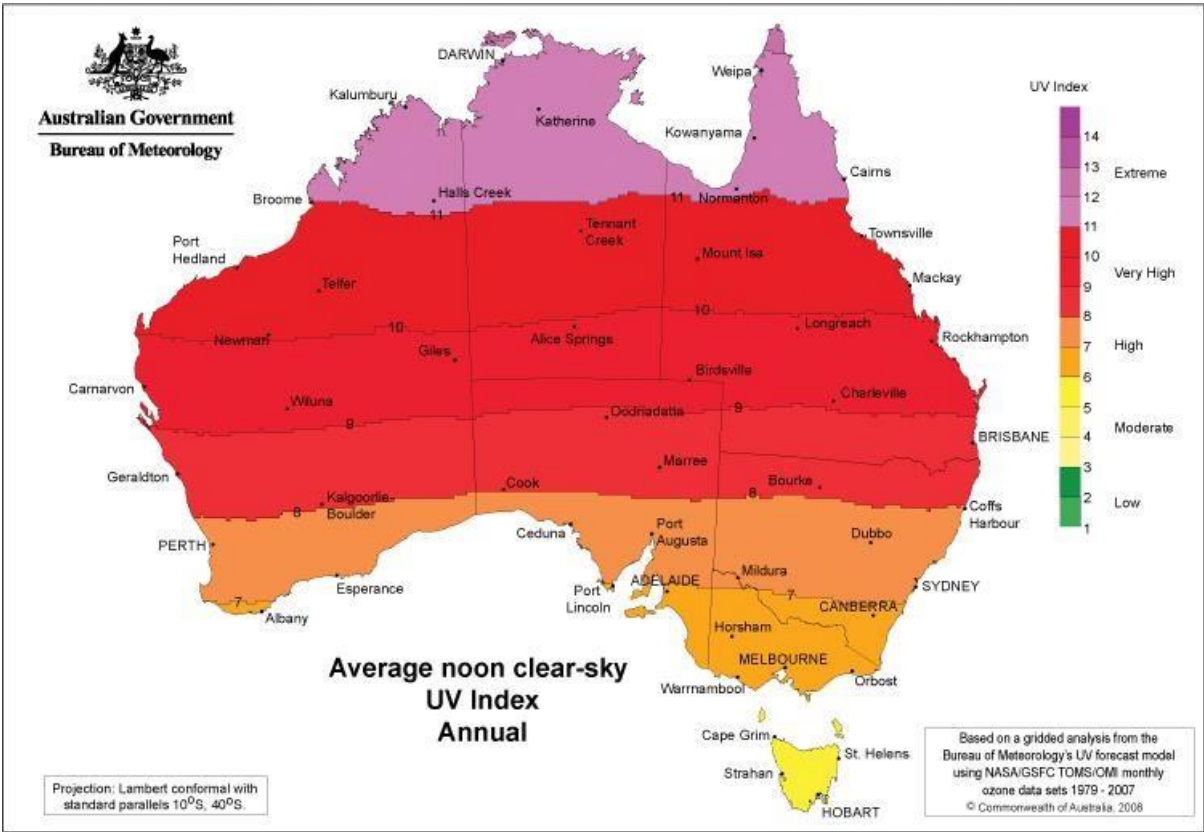 Australian Government
Bureau of Meteorology
DARWIN
Weipa
Kalumburu
Katherine
Kowanyama
Cairns
Broome
Halls Creek
11
11
Normanton
Tennant
Creek
Townsville
Port
Hedland
Mount Isa
Telfer
Mackay
10
10
Newman
Alice Springs
Longreach
Rockhampton
Giles
Birdsville
Carnarvon
Wiluna
Charleville
9
9
Oodriadatta
BRISBANE
Geraldton
Marree
Bourke
Cook
8
8
Kalgoorlie-
Boulder
Coffs
Harbour
PERTH
Ceduna
Port
Augusta
Dubbo
Esperance
Port
Lincoln
ADELAIDE
Mildura
SYDNEY
7
7
Albany
CANBERRA
Horsham
MELBOURNE
Warrnambool
Orbost
Cape Grim
St. Helens
Strahan
HOBART
UV Index
14
13
12
11
10
9
8
7
6
5
4
3
2
1
Extreme
Very High
High
Moderate
Low
Average noon clear-sky
UV Index
Annual
Projection: Lambert conformal with
standard parallels 10⁰S, 40⁰S.
Based on a gridded analysis from the
Bureau of Meteorology's UV forecast model
using NASA/GSFC TOMS/OMI monthly
ozone data sets 1979 - 2007
© Commonwealth of Australia, 2008